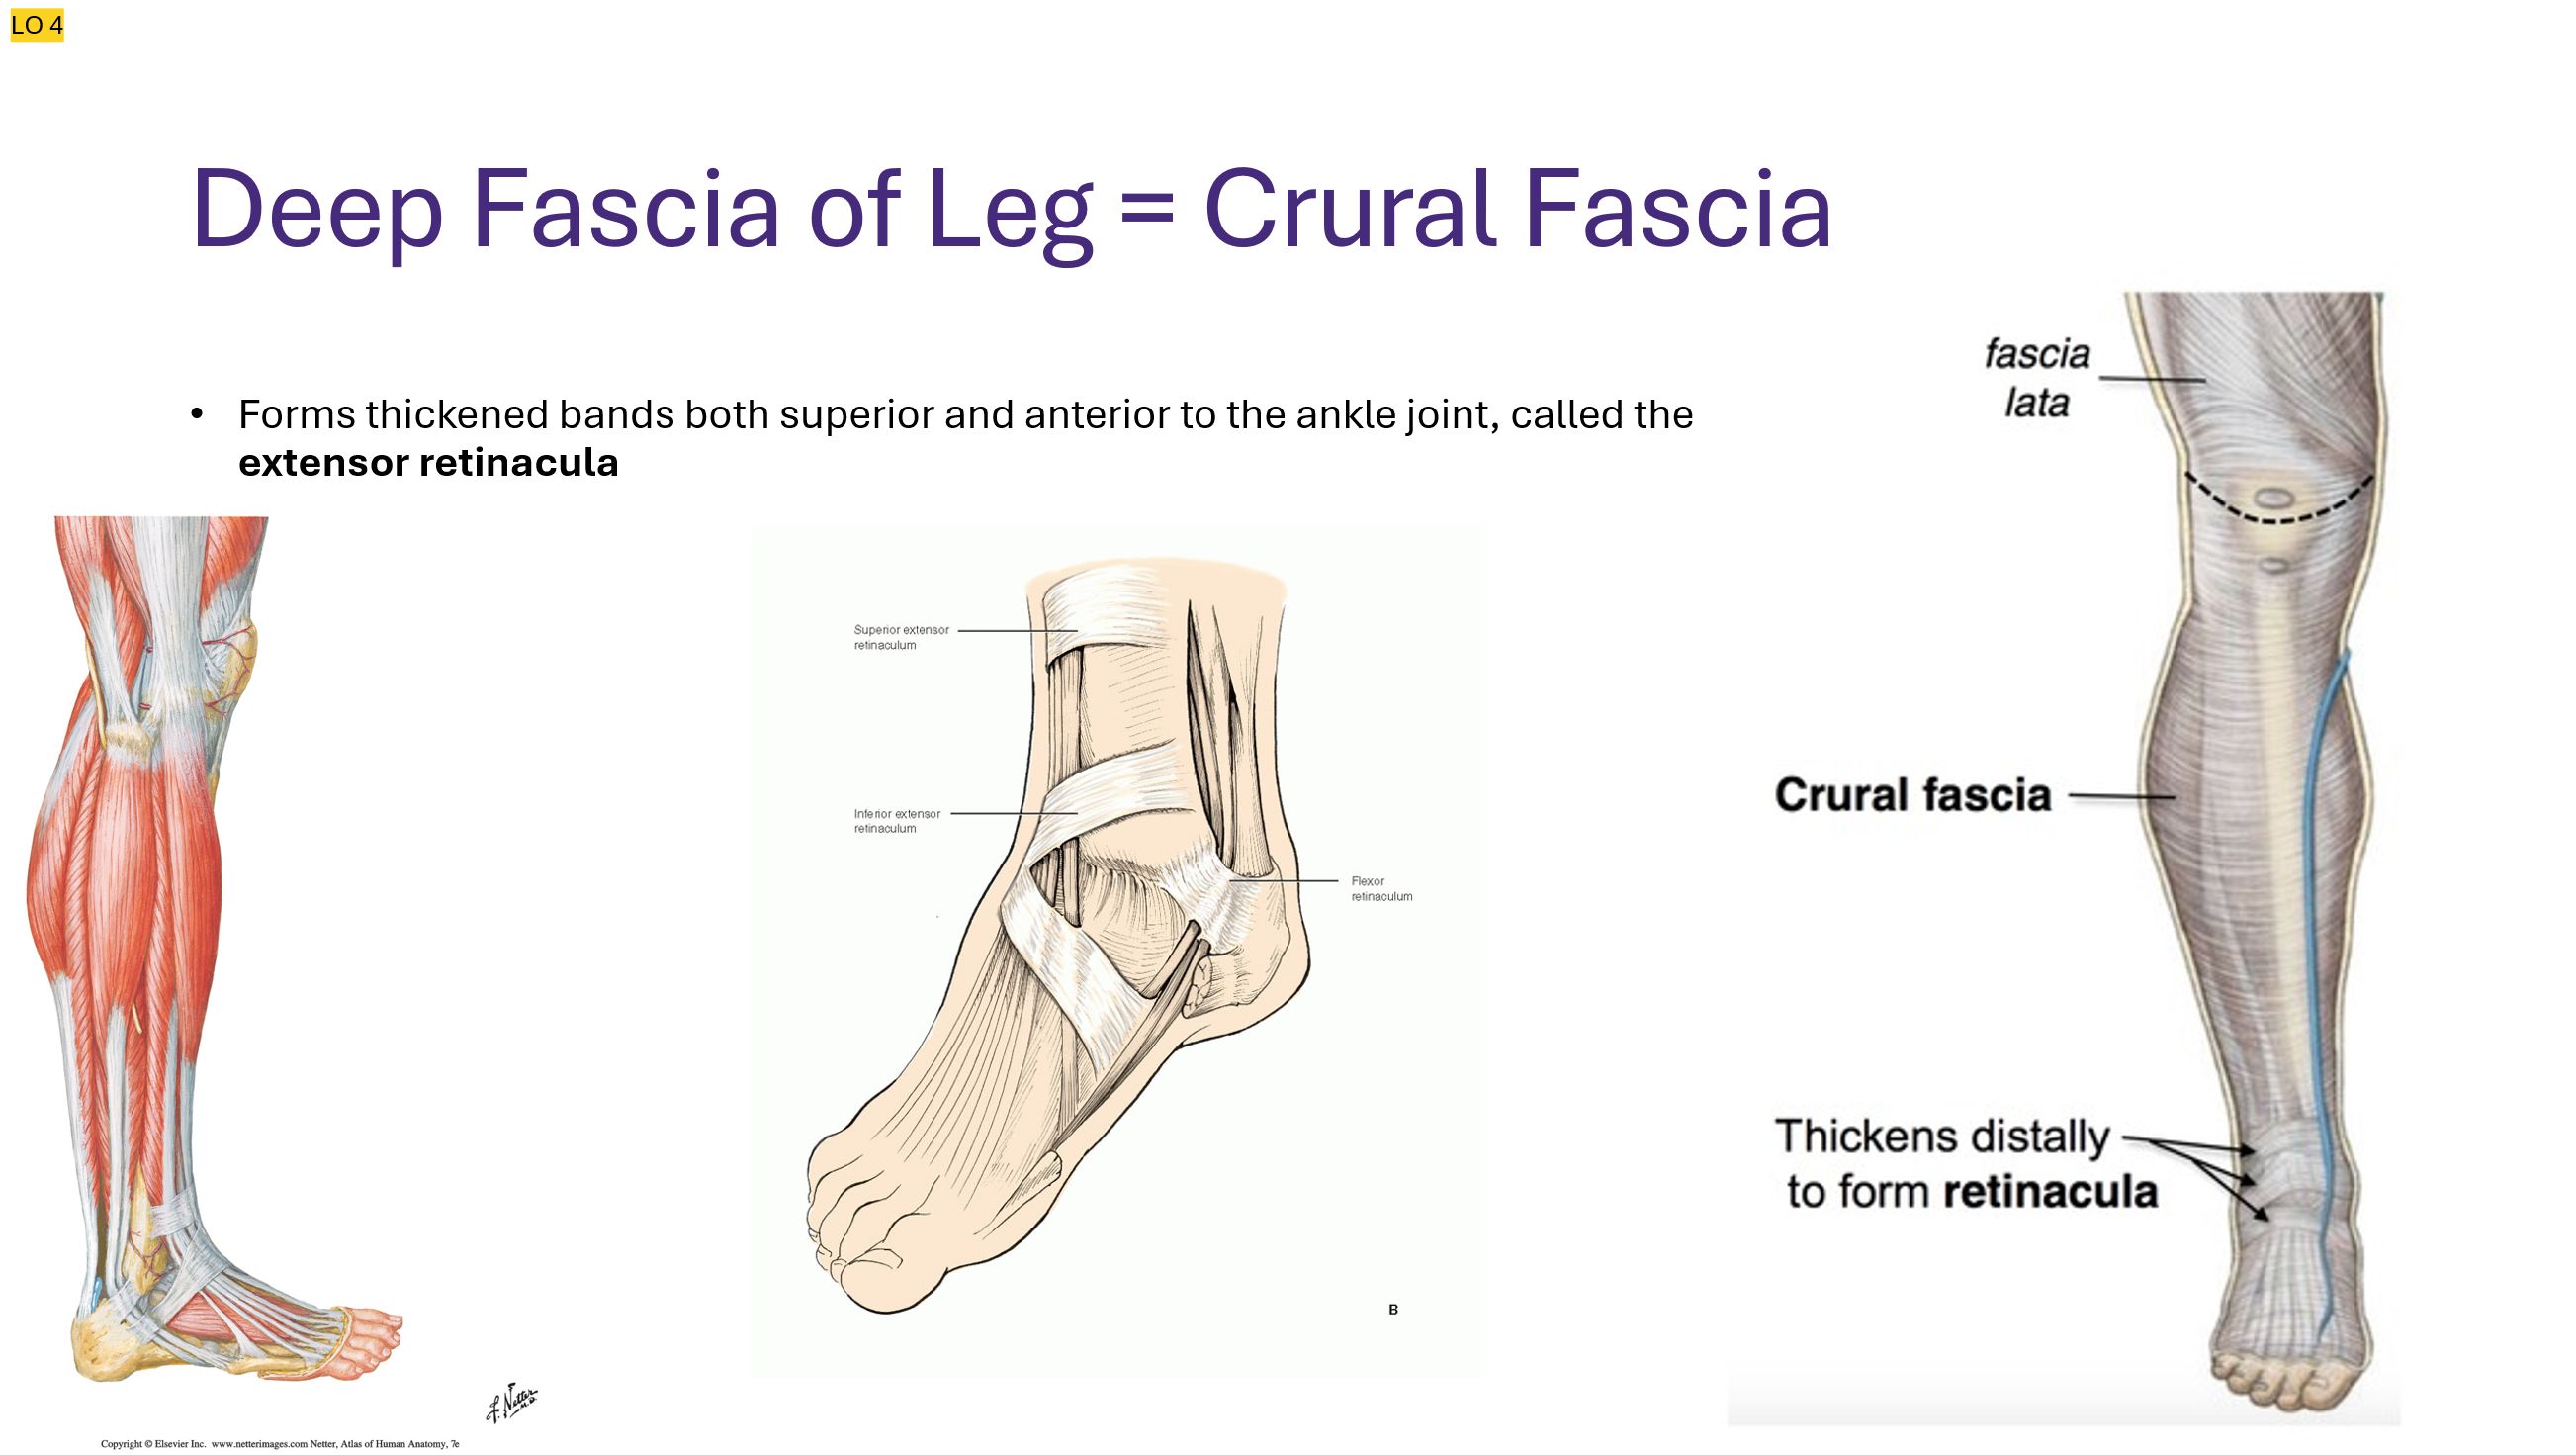 LO 4
Deep Fascia of Leg = Crural Fascia
• Forms thickened bands both superior and anterior to the ankle joint, called the
extensor retinacula
Superior extensor
retinaculum
Inferior extensor
retinaculum
Flexor
retinaculum
B
fascia
lata
Crural fascia
Thickens distally
to form retinacula
F. Netter
M.D.
Copyright © Elsevier Inc. www.netterimages.com Netter, Atlas of Human Anatomy, 7e